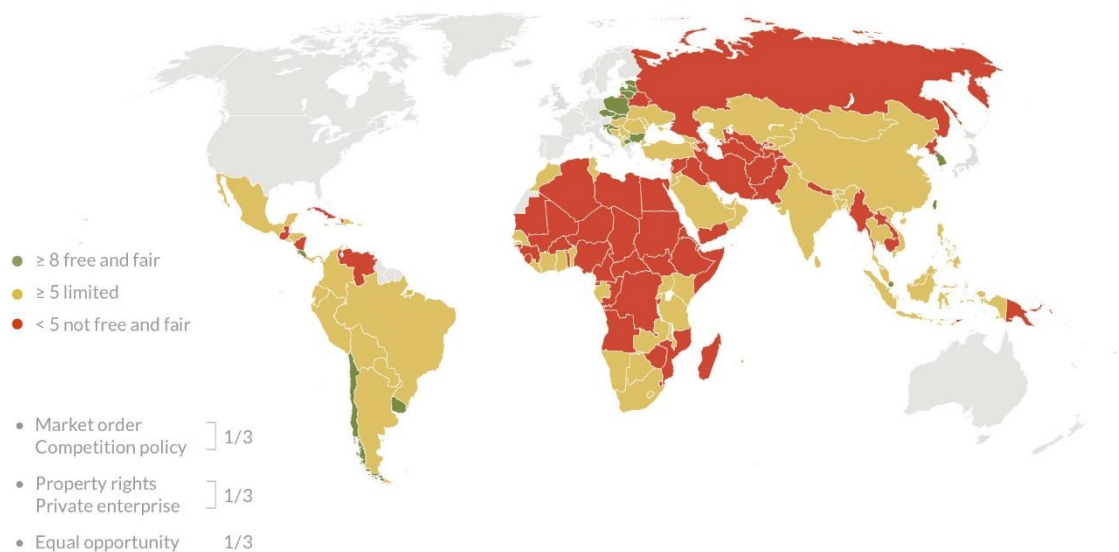 ≥ 8 free and fair
≥ 5 limited
< 5 not free and fair
Market order
Competition policy
1/3
Property rights
Private enterprise
1/3
Equal opportunity 1/3